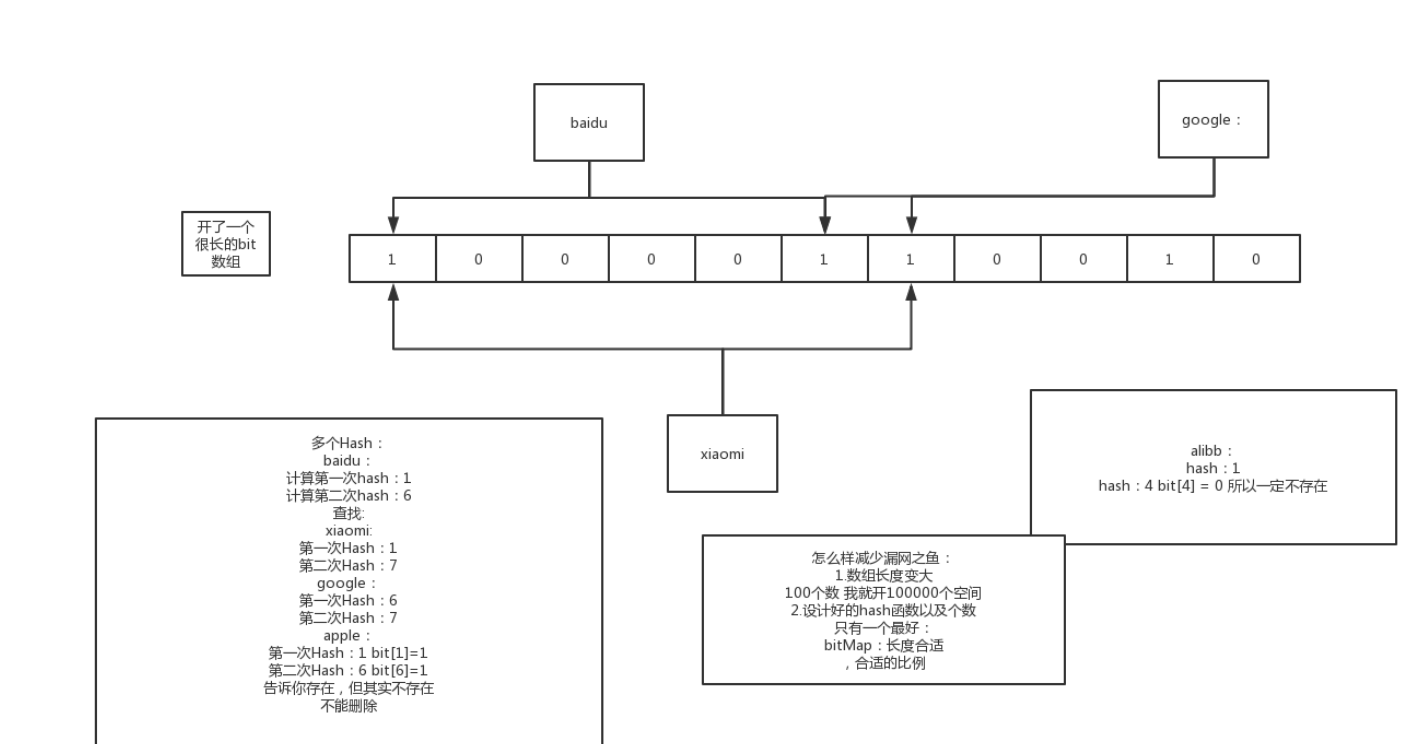 baidu
google：
开了一个
很长的bit
数组
1 0 0 0 0 1 1 0 0 1 0
xiaomi
多个Hash：
baidu：
计算第一次hash：1
计算第二次hash：6
查找:
xiaomi:
第一次Hash：1
第二次Hash：7
google：
第一次Hash：6
第二次Hash：7
apple：
第一次Hash：1 bit[1]=1
第二次Hash：6 bit[6]=1
告诉你存在，但其实不存在
不能删除
alibb：
hash：1
hash：4 bit[4] = 0 所以一定不存在
怎么样减少漏网之鱼：
1.数组长度变大
100个数 我就开100000个空间
2.设计好的hash函数以及个数
只有一个最好：
bitMap：长度合适
，合适的比例